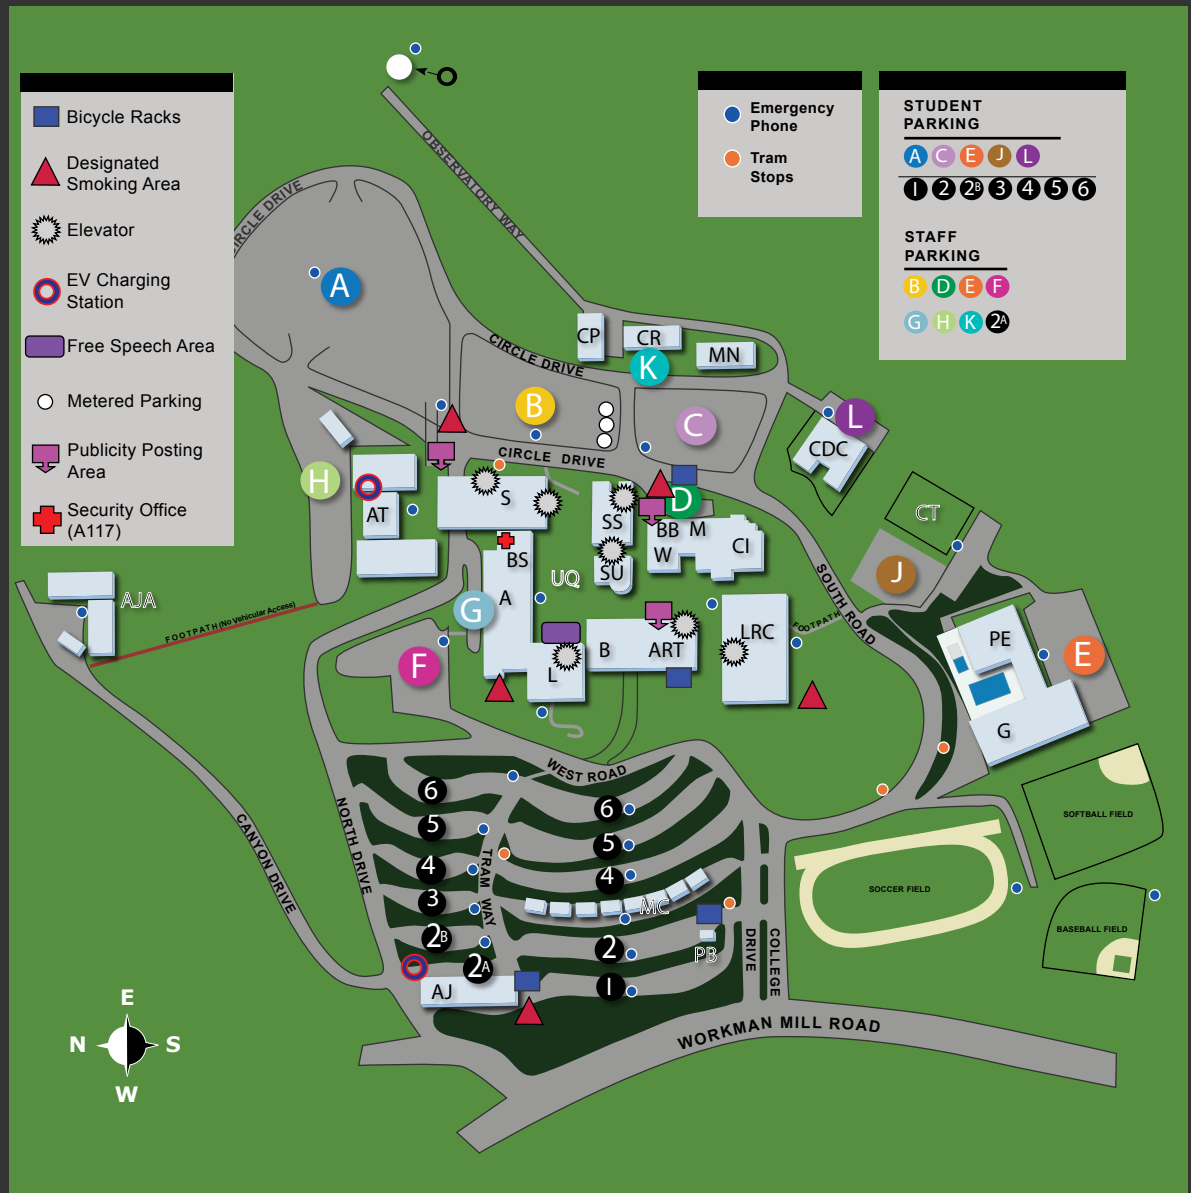 O
Bicycle Racks
Designated
Smoking Area
Elevator
EV Charging
Station
Free Speech Area
Metered Parking
Publicity Posting
Area
Security Office
(A117)
Emergency
Phone
Tram
Stops
STUDENT
PARKING
A C E J L
1 2 2B 3 4 5 6
STAFF
PARKING
B D E F
G H K 2A
OBSERVATORY WAY
CIRCLE DRIVE
A
CP
CR
MN
K
CIRCLE DRIVE
B
C
L
CDC
CIRCLE DRIVE
H
S
D
AT
SS
BB
M
W
CI
CT
BS
SU
UQ
J
SOUTH ROAD
AJA
FOOTPATH (No Vehicular Access)
A
G
FOOTPATH
LRC
PE
B
ART
E
F
L
G
WEST ROAD
6
6
5
5
4
4
3
2B
2
2A
1
NORTH DRIVE
TRAM WAY
CANYON DRIVE
MC
PB
AJ
COLLEGE
DRIVE
SOFTBALL FIELD
SOCCER FIELD
BASEBALL FIELD
WORKMAN MILL ROAD
E
N
S
W